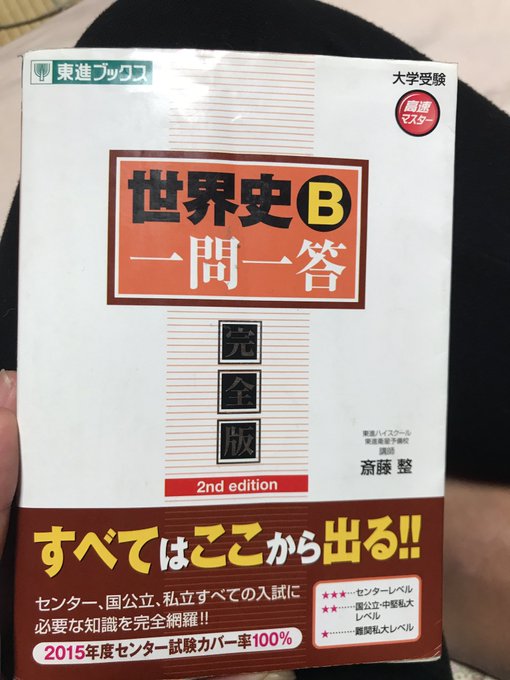 東進ブックス
大学受験
高速
マスター
世界史B
一問一答
完全版
2nd edition
東進ハイスクール
東進衛星予備校
講師
斎藤 整
すべてはここから出る!!
センター、国公立、私立すべての入試に
必要な知識を完全網羅!!
2015年度センター試験カバー率100%
★★★…センターレベル
★★……国公立・中堅私大
レベル
★………難関私大レベル